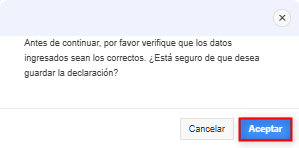 Antes de continuar, por favor verifique que los datos
ingresados sean los correctos. ¿Está seguro de que desea
guardar la declaración?
Cancelar Aceptar